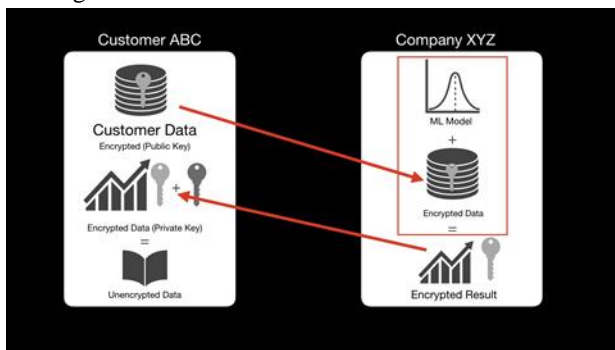 Customer ABC
Customer Data
Encrypted (Public Key)
+
Encrypted Data (Private Key)
=
Unencrypted Data
Company XYZ
ML Model
+
Encrypted Data
=
Encrypted Result